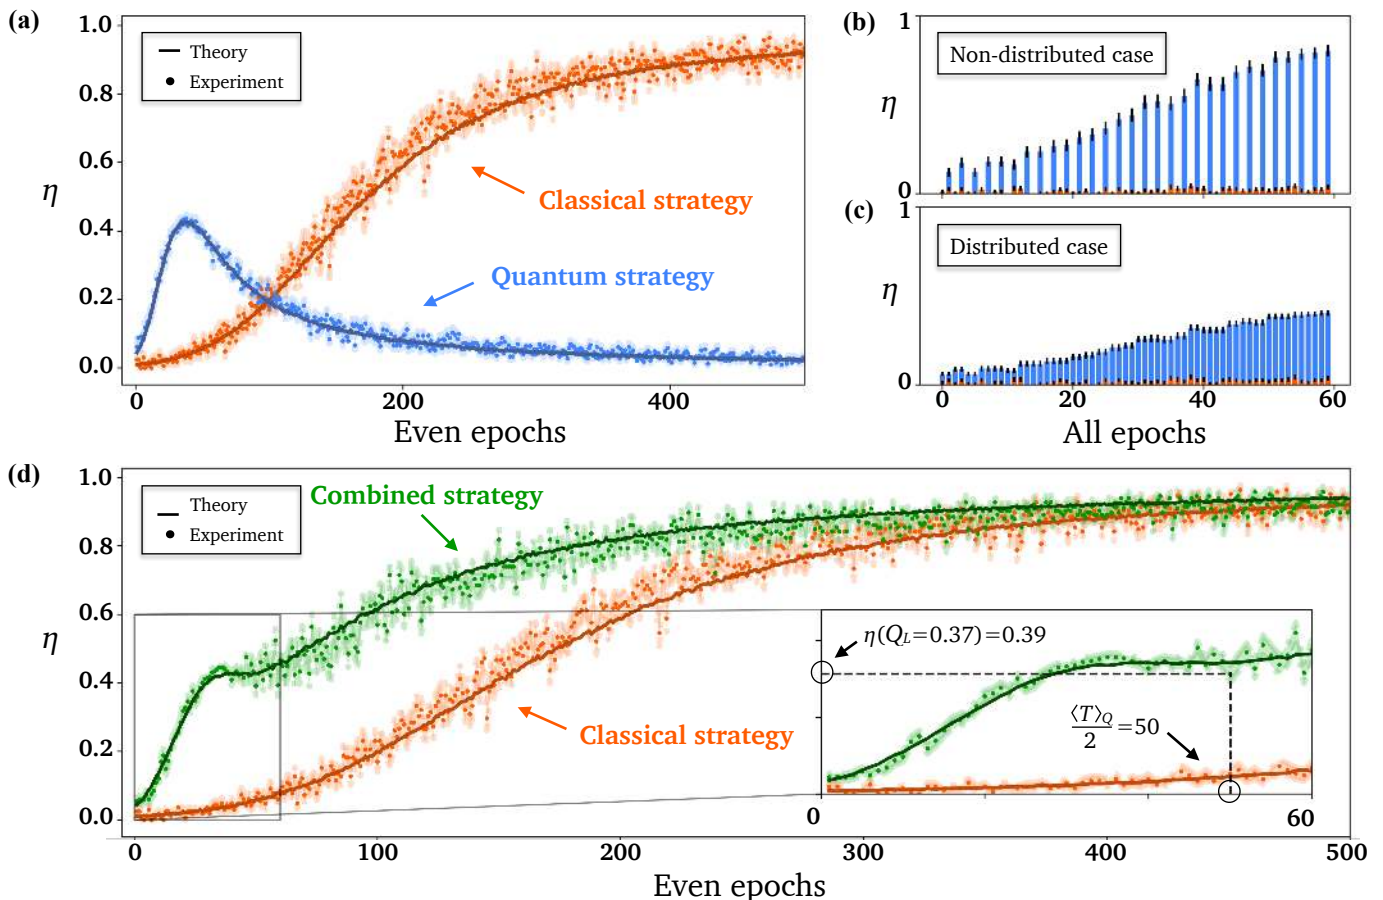 (a)
1.0
0.8
0.6
0.4
0.2
0.0
η
Theory
Experiment
Classical strategy
Quantum strategy
0
200
400
Even epochs
(b)
1
η
0
Non-distributed case
(c)
1
η
0
Distributed case
0
20
40
60
All epochs
(d)
1.0
0.8
0.6
0.4
0.2
0.0
η
Theory
Experiment
Combined strategy
Classical strategy
η(Q_L=0.37)=0.39
⟨T⟩_Q/2=50
0
60
0
100
200
300
400
500
Even epochs